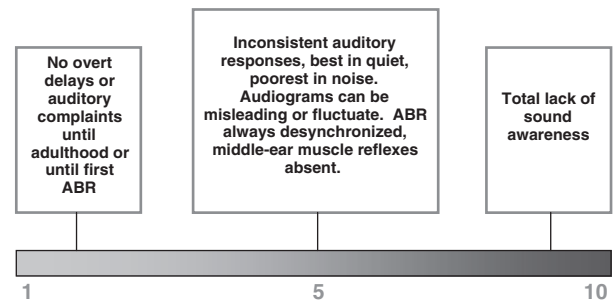 No overt
delays or
auditory
complaints
until
adulthood or
until first
ABR
Inconsistent auditory
responses, best in quiet,
poorest in noise.
Audiograms can be
misleading or fluctuate. ABR
always desynchronized,
middle-ear muscle reflexes
absent.
Total lack of
sound
awareness
1 5 10